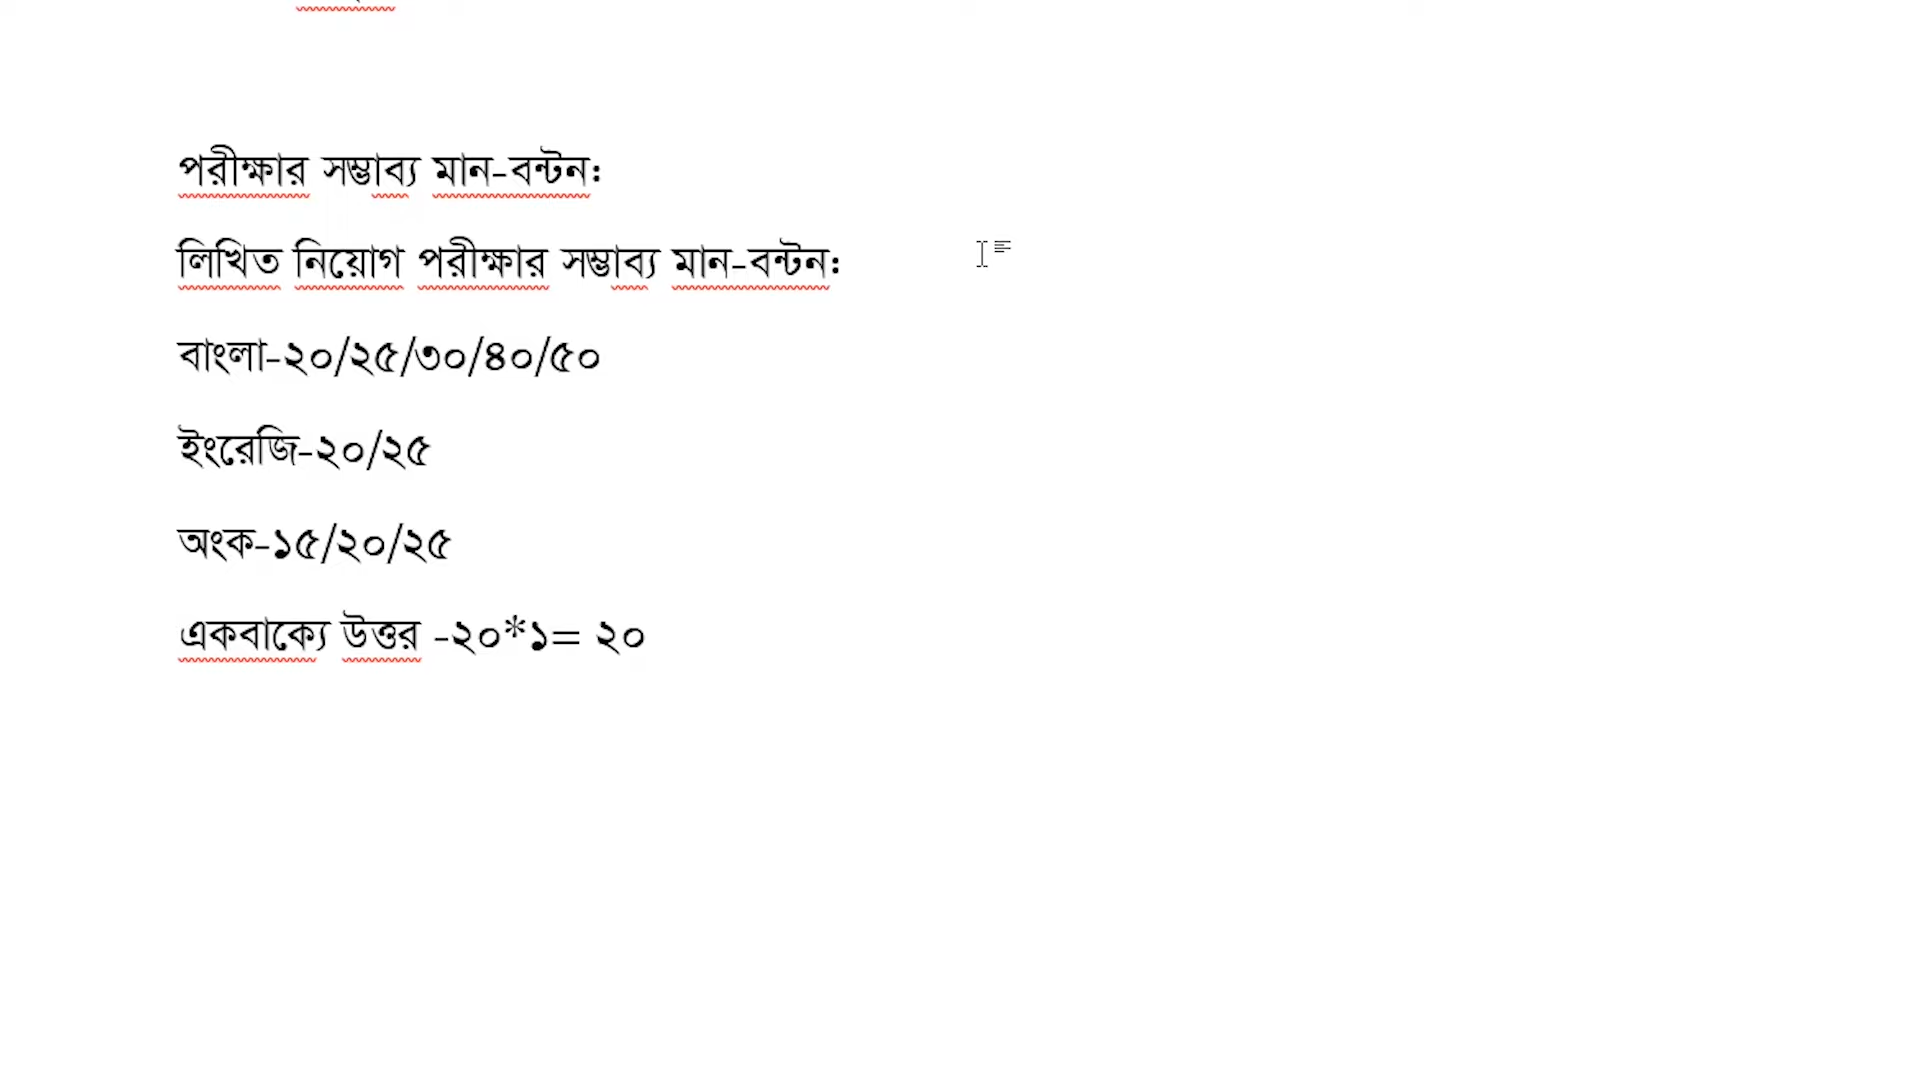 পরীক্ষার সম্ভাব্য মান-বন্টন:
লিখিত নিয়োগ পরীক্ষার সম্ভাব্য মান-বন্টন:
বাংলা-২০/২৫/৩০/৪০/৫০
ইংরেজি-২০/২৫
অংক-১৫/২০/২৫
একবাক্যে উত্তর -২০*১= ২০